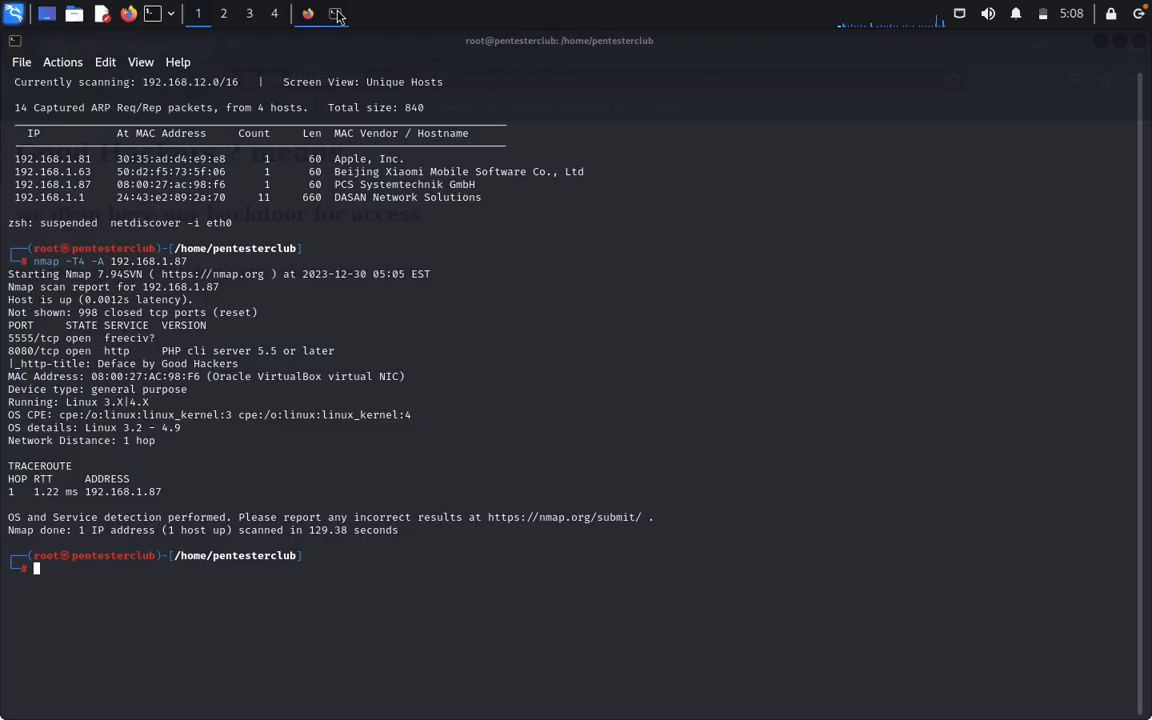 1 2 3 4 5:08
root@pentesterclub: /home/pentesterclub
File Actions Edit View Help
Currently scanning: 192.168.12.0/16 | Screen View: Unique Hosts
14 Captured ARP Req/Rep packets, from 4 hosts. Total size: 840
IP At MAC Address Count Len MAC Vendor / Hostname
192.168.1.81 30:35:ad:d4:e9:e8 1 60 Apple, Inc.
192.168.1.63 50:d2:f5:73:5f:06 1 60 Beijing Xiaomi Mobile Software Co., Ltd
192.168.1.87 08:00:27:ac:98:f6 1 60 PCS Systemtechnik GmbH
192.168.1.1 24:43:e2:89:2a:70 11 660 DASAN Network Solutions
backdoor for access
zsh: suspended netdiscover -i eth0
┌──(root㉿pentesterclub)-[/home/pentesterclub]
└─# nmap -T4 -A 192.168.1.87
Starting Nmap 7.94SVN ( https://nmap.org ) at 2023-12-30 05:05 EST
Nmap scan report for 192.168.1.87
Host is up (0.0012s latency).
Not shown: 998 closed tcp ports (reset)
PORT STATE SERVICE VERSION
5555/tcp open freeciv?
8080/tcp open http PHP cli server 5.5 or later
|_http-title: Deface by Good Hackers
MAC Address: 08:00:27:AC:98:F6 (Oracle VirtualBox virtual NIC)
Device type: general purpose
Running: Linux 3.X|4.X
OS CPE: cpe:/o:linux:linux_kernel:3 cpe:/o:linux:linux_kernel:4
OS details: Linux 3.2 - 4.9
Network Distance: 1 hop
TRACEROUTE
HOP RTT ADDRESS
1 1.22 ms 192.168.1.87
OS and Service detection performed. Please report any incorrect results at https://nmap.org/submit/ .
Nmap done: 1 IP address (1 host up) scanned in 129.38 seconds
┌──(root㉿pentesterclub)-[/home/pentesterclub]
└─#